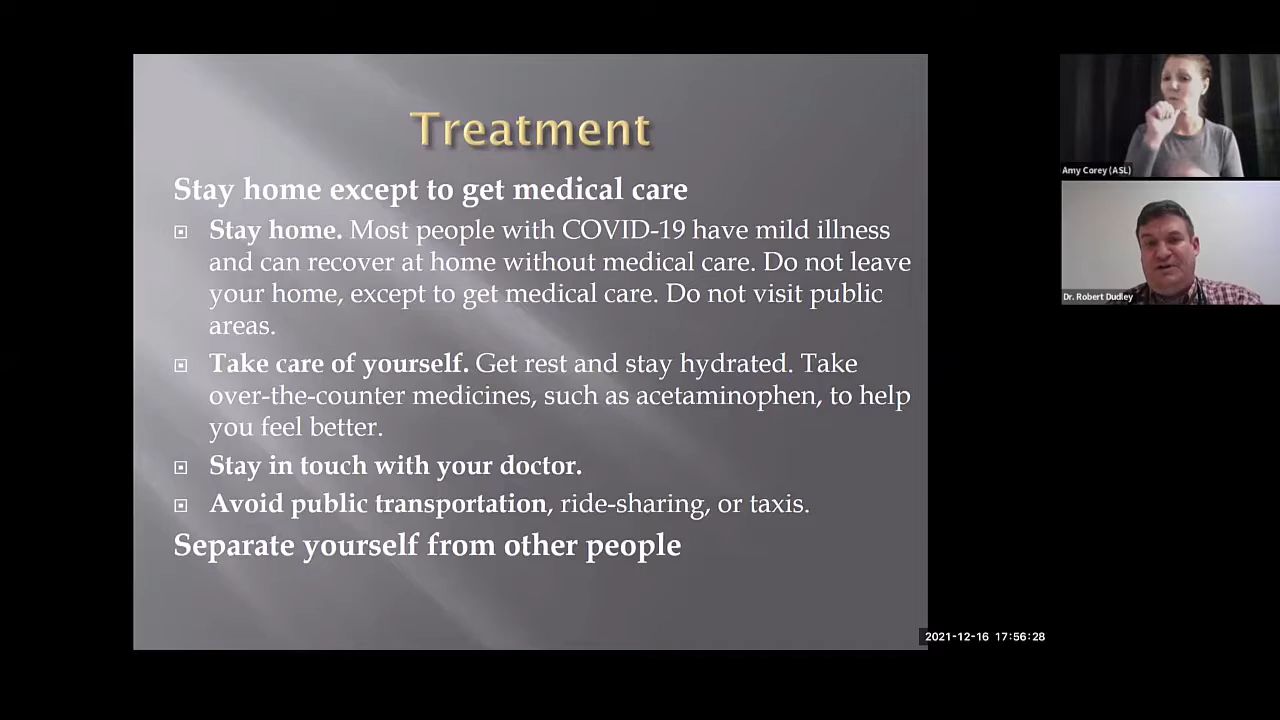 Treatment
Stay home except to get medical care
Stay home. Most people with COVID-19 have mild illness
and can recover at home without medical care. Do not leave
your home, except to get medical care. Do not visit public
areas.
Take care of yourself. Get rest and stay hydrated. Take
over-the-counter medicines, such as acetaminophen, to help
you feel better.
Stay in touch with your doctor.
Avoid public transportation, ride-sharing, or taxis.
Separate yourself from other people
Amy Corey (ASL)
Dr. Robert Dudley
2021-12-16 17:56:28